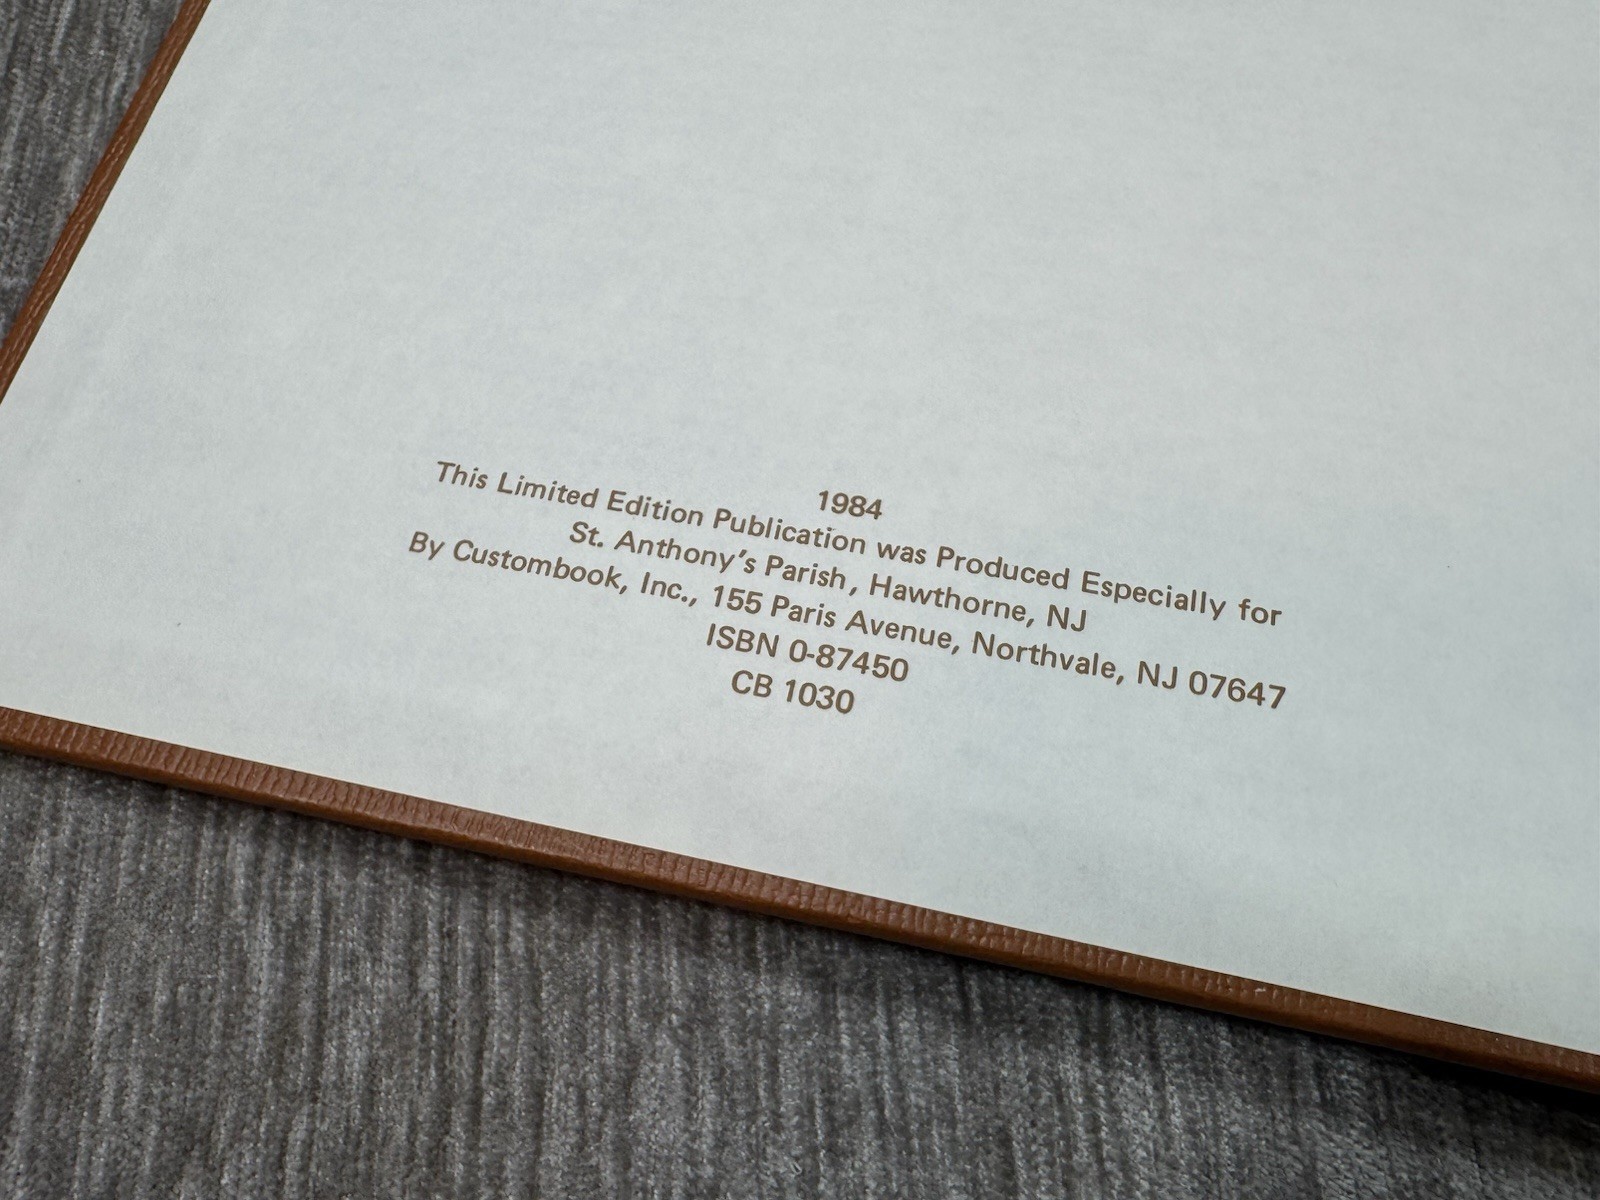 1984
This Limited Edition Publication was Produced Especially for
St. Anthony's Parish, Hawthorne, NJ
By Custombook, Inc., 155 Paris Avenue, Northvale, NJ 07647
ISBN 0-87450
CB 1030